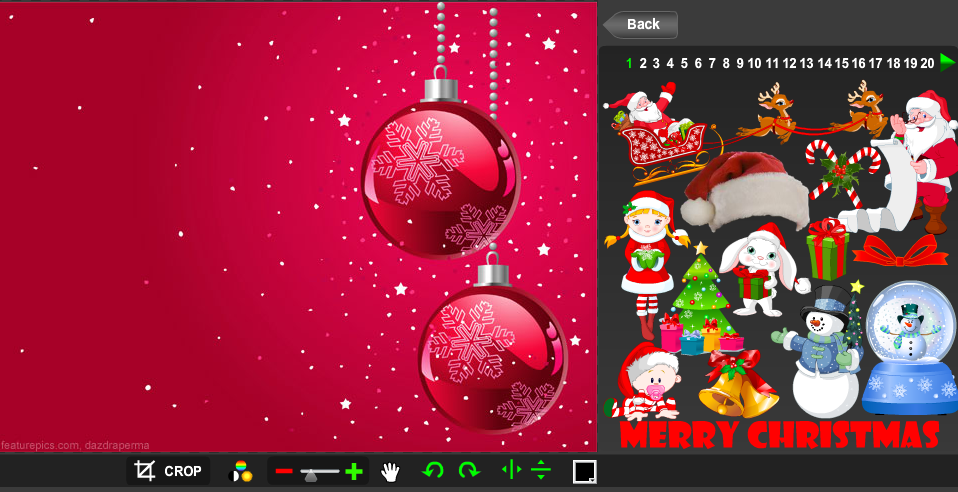 Back
1 2 3 4 5 6 7 8 9 10 11 12 13 14 15 16 17 18 19 20
MERRY CHRISTMAS
featurepics.com, dazdraperma
CROP